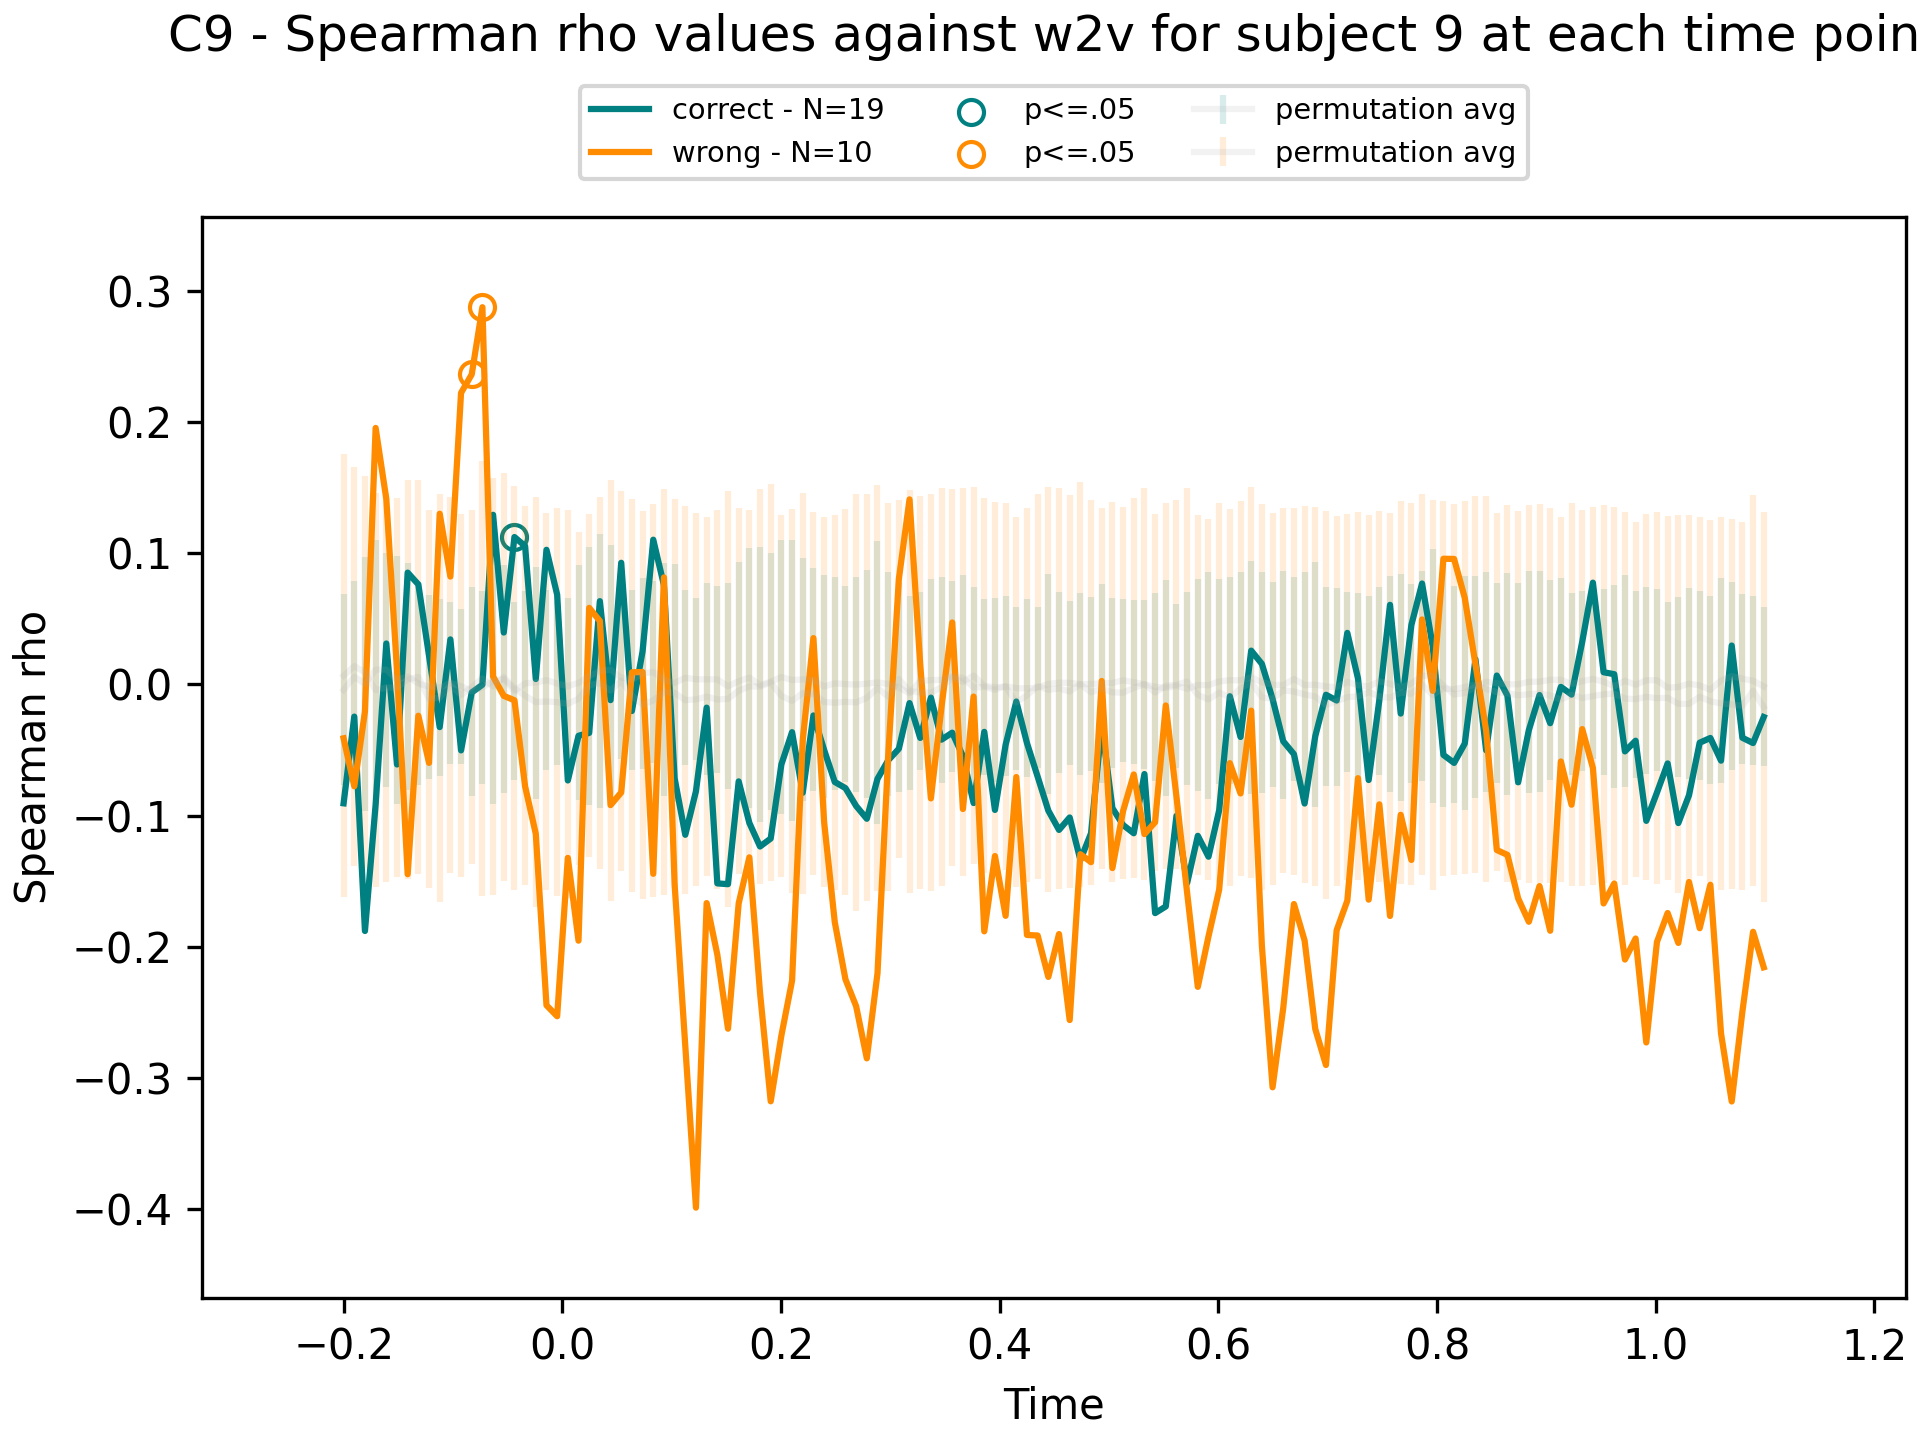 C9 - Spearman rho values against w2v for subject 9 at each time poin
correct - N=19 p<=.05 permutation avg
wrong - N=10 p<=.05 permutation avg
Spearman rho
0.3
0.2
0.1
0.0
−0.1
−0.2
−0.3
−0.4
−0.2 0.0 0.2 0.4 0.6 0.8 1.0 1.2
Time